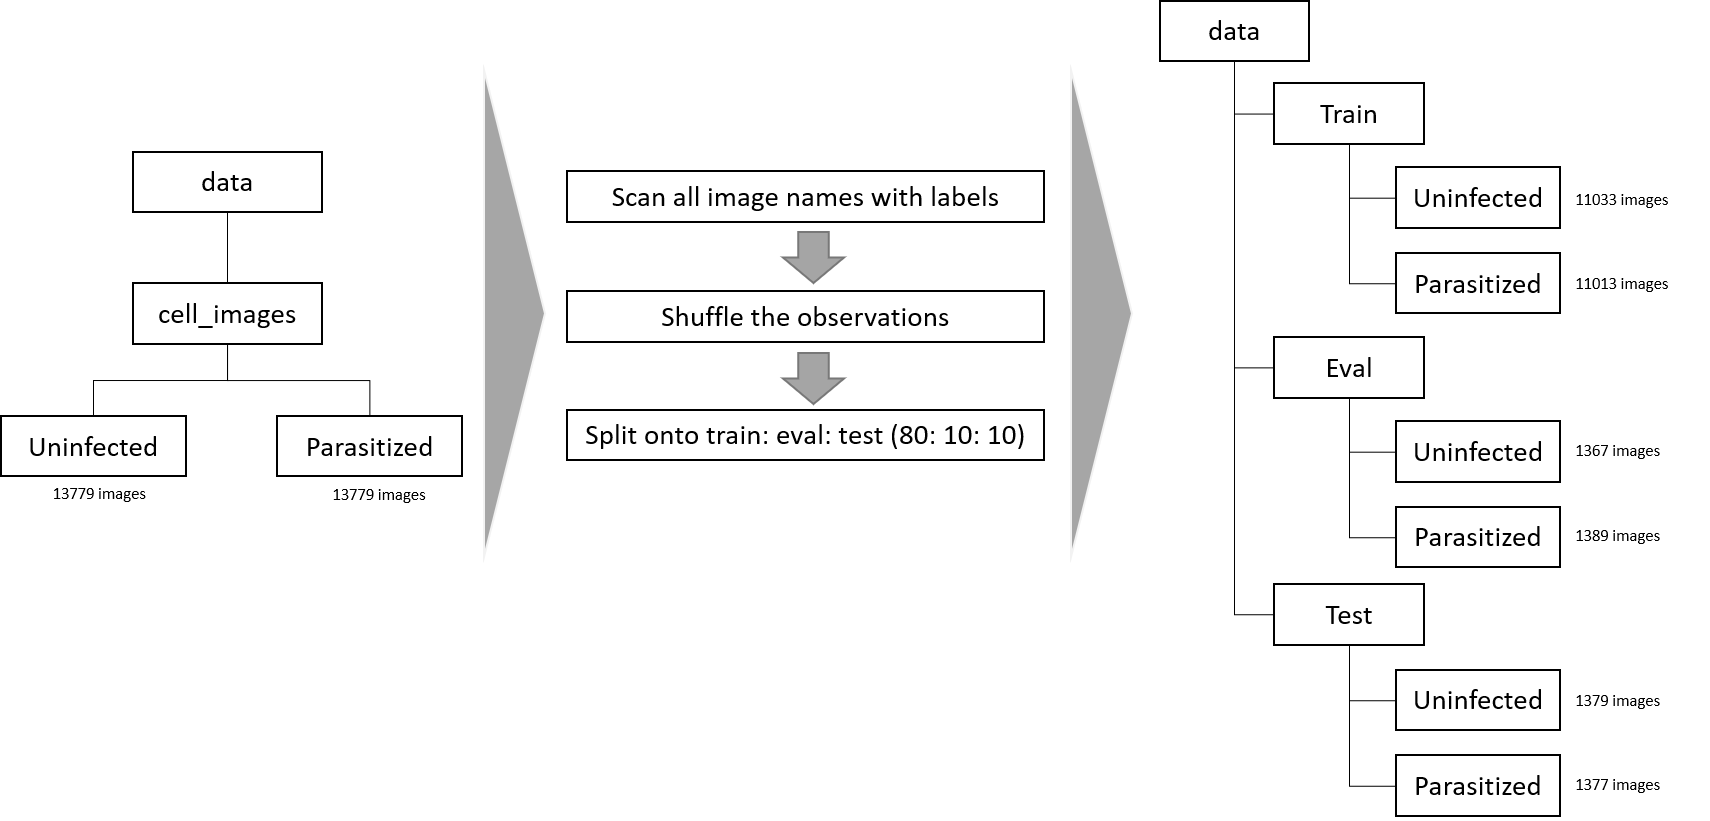 data
cell_images
Uninfected
Parasitized
13779 images
13779 images
Scan all image names with labels
Shuffle the observations
Split onto train: eval: test (80: 10: 10)
data
Train
Uninfected
11033 images
Parasitized
11013 images
Eval
Uninfected
1367 images
Parasitized
1389 images
Test
Uninfected
1379 images
Parasitized
1377 images